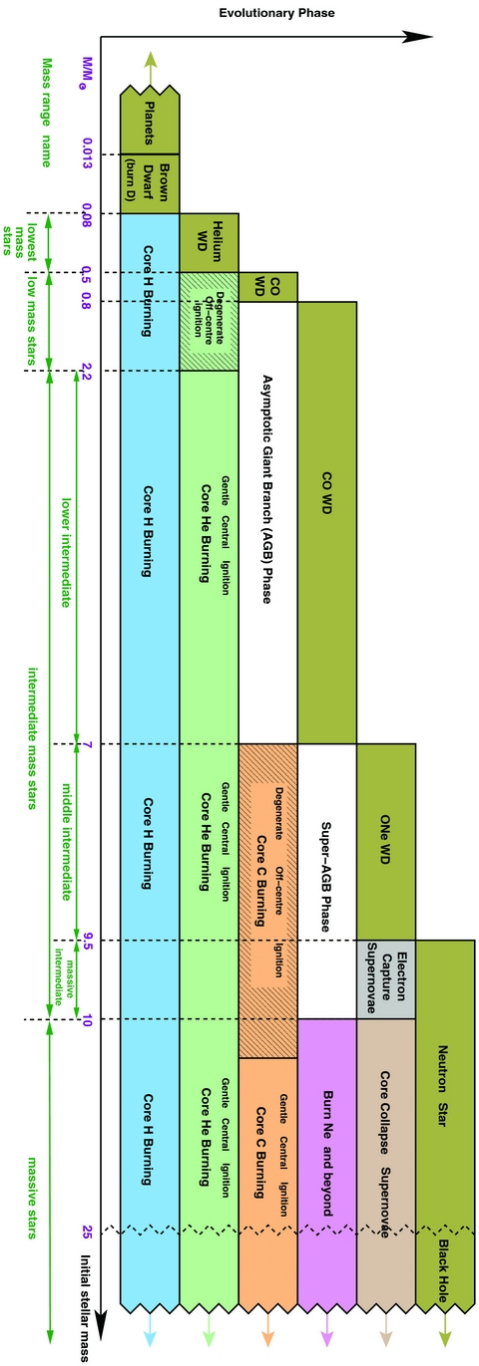 Evolutionary Phase
M/M⊙
Mass range name
0.013
0.08
0.5
0.8
2.2
7
9.5
10
25
Initial stellar mass
lowest
mass
stars
low mass stars
lower intermediate
middle intermediate
massive
intermediate
intermediate mass stars
massive stars
Planets
Brown
Dwarf
(burn D)
Core H Burning
Core H Burning
Core H Burning
Core H Burning
Helium
WD
Degenerate
Off-centre
Ignition
Gentle Central Ignition
Core He Burning
Gentle Central Ignition
Core He Burning
Gentle Central Ignition
Core He Burning
CO
WD
Asymptotic Giant Branch (AGB) Phase
Degenerate Off-centre Ignition
Core C Burning
Gentle Central Ignition
Core C Burning
CO WD
Super-AGB Phase
Burn Ne and beyond
ONe WD
Electron
Capture
Supernovae
Core Collapse Supernovae
Neutron Star
Black Hole